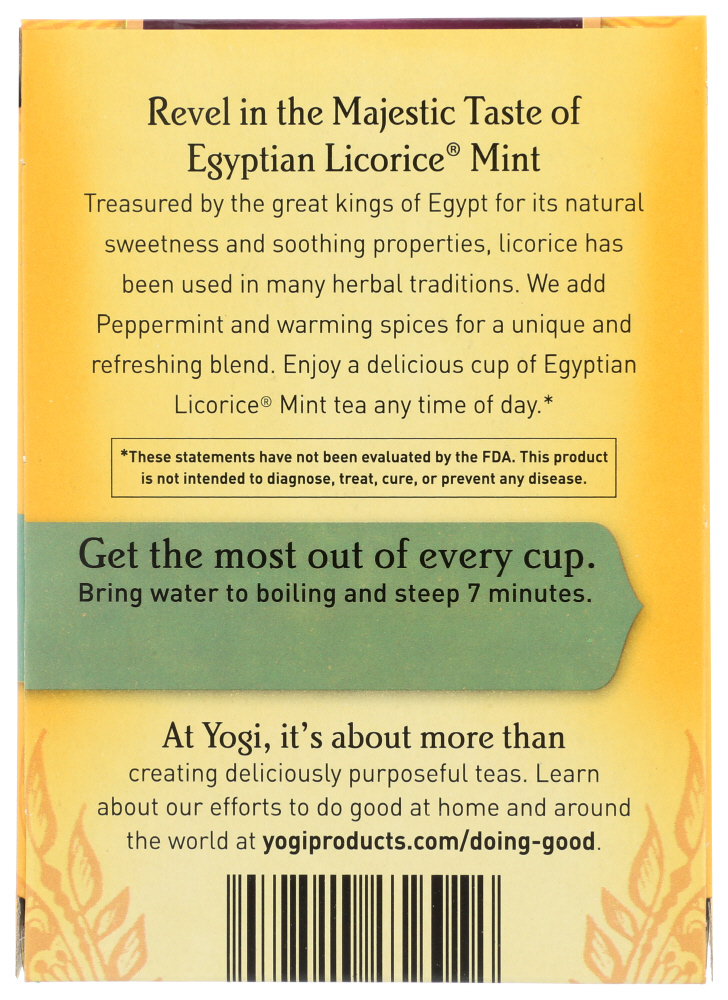 Revel in the Majestic Taste of
Egyptian Licorice® Mint
Treasured by the great kings of Egypt for its natural
sweetness and soothing properties, licorice has
been used in many herbal traditions. We add
Peppermint and warming spices for a unique and
refreshing blend. Enjoy a delicious cup of Egyptian
Licorice® Mint tea any time of day.*
*These statements have not been evaluated by the FDA. This product
is not intended to diagnose, treat, cure, or prevent any disease.
Get the most out of every cup.
Bring water to boiling and steep 7 minutes.
At Yogi, it's about more than
creating deliciously purposeful teas. Learn
about our efforts to do good at home and around
the world at yogiproducts.com/doing-good.